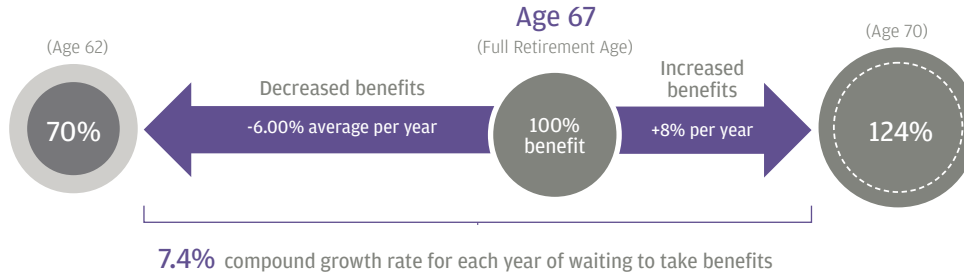 Age 67
(Full Retirement Age)
(Age 62)
(Age 70)
Decreased benefits
Increased
benefits
70%
-6.00% average per year
100%
benefit
+8% per year
124%
7.4% compound growth rate for each year of waiting to take benefits